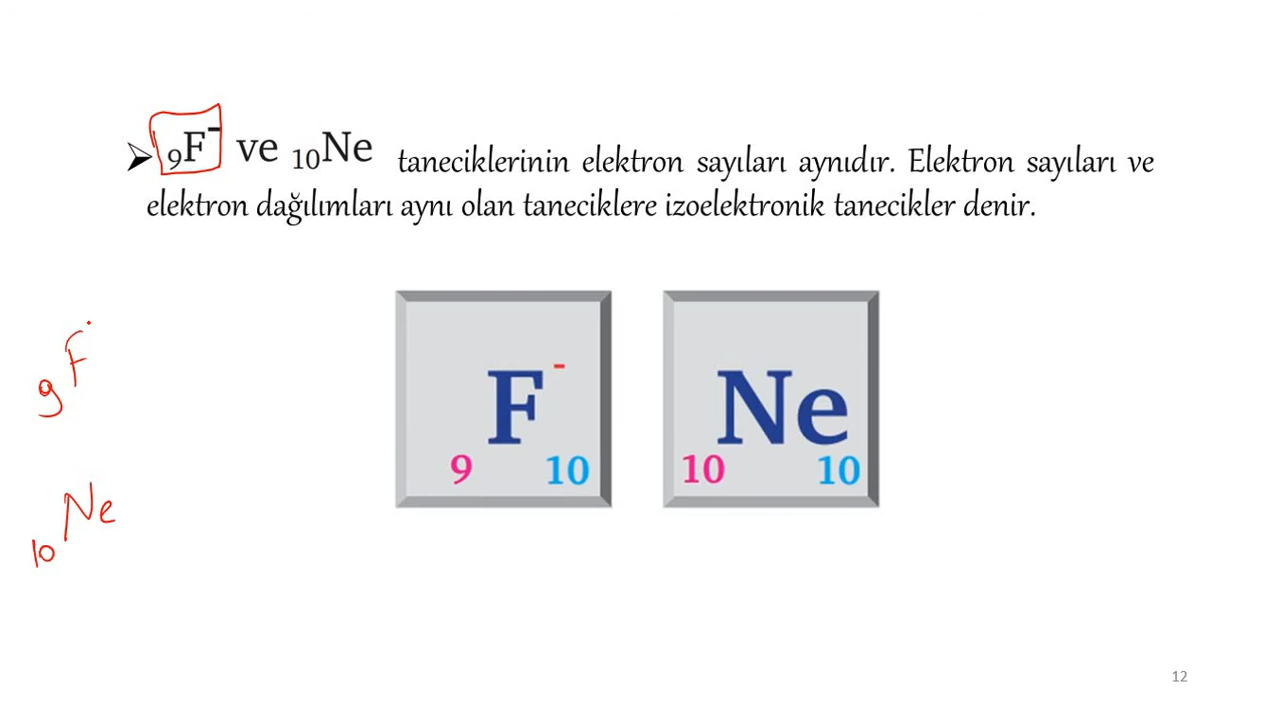 ➤ ₉F⁻ ve ₁₀Ne taneciklerinin elektron sayıları aynıdır. Elektron sayıları ve
elektron dağılımları aynı olan taneciklere izoelektronik tanecikler denir.
₉F
₁₀Ne
F⁻
9 10
Ne
10 10
12